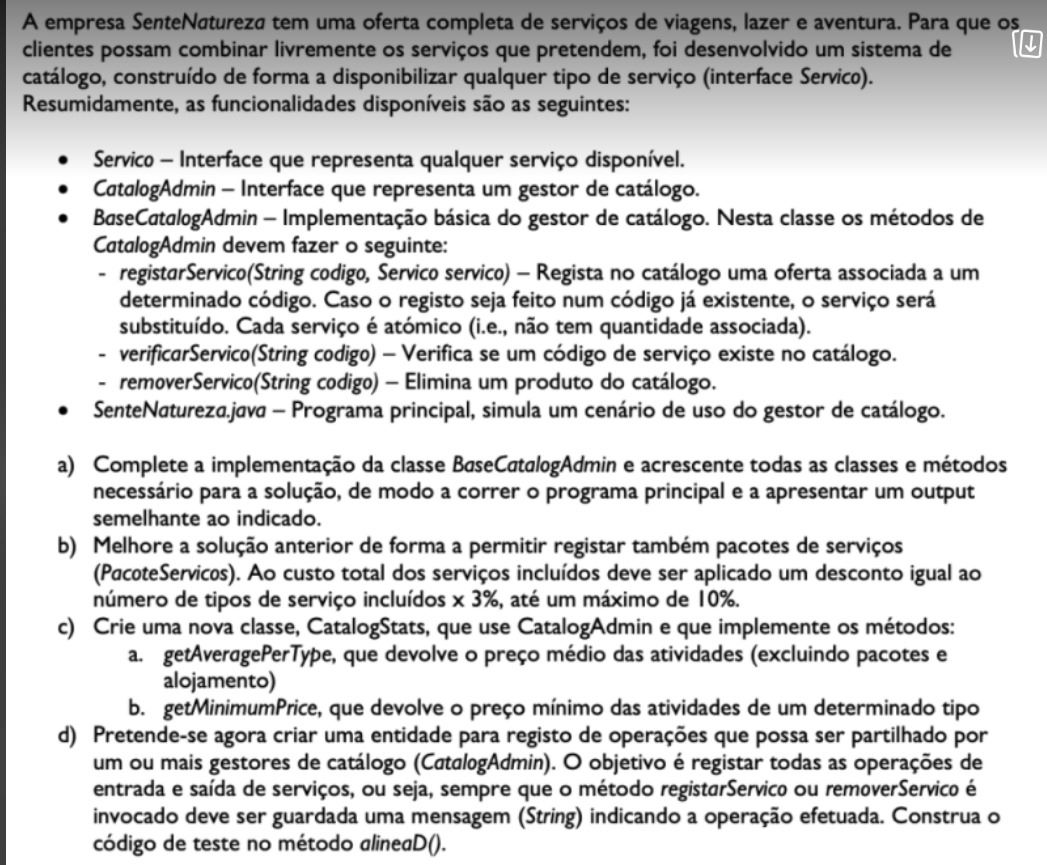 A empresa SenteNatureza tem uma oferta completa de serviços de viagens, lazer e aventura. Para que os
clientes possam combinar livremente os serviços que pretendem, foi desenvolvido um sistema de
catálogo, construído de forma a disponibilizar qualquer tipo de serviço (interface Servico).
Resumidamente, as funcionalidades disponíveis são as seguintes:
• Servico – Interface que representa qualquer serviço disponível.
• CatalogAdmin – Interface que representa um gestor de catálogo.
• BaseCatalogAdmin – Implementação básica do gestor de catálogo. Nesta classe os métodos de
CatalogAdmin devem fazer o seguinte:
- registarServico(String codigo, Servico servico) – Regista no catálogo uma oferta associada a um
determinado código. Caso o registo seja feito num código já existente, o serviço será
substituído. Cada serviço é atómico (i.e., não tem quantidade associada).
- verificarServico(String codigo) – Verifica se um código de serviço existe no catálogo.
- removerServico(String codigo) – Elimina um produto do catálogo.
• SenteNatureza.java – Programa principal, simula um cenário de uso do gestor de catálogo.
a) Complete a implementação da classe BaseCatalogAdmin e acrescente todas as classes e métodos
necessário para a solução, de modo a correr o programa principal e a apresentar um output
semelhante ao indicado.
b) Melhore a solução anterior de forma a permitir registar também pacotes de serviços
(PacoteServicos). Ao custo total dos serviços incluídos deve ser aplicado um desconto igual ao
número de tipos de serviço incluídos x 3%, até um máximo de 10%.
c) Crie uma nova classe, CatalogStats, que use CatalogAdmin e que implemente os métodos:
a. getAveragePerType, que devolve o preço médio das atividades (excluindo pacotes e
alojamento)
b. getMinimumPrice, que devolve o preço mínimo das atividades de um determinado tipo
d) Pretende-se agora criar uma entidade para registo de operações que possa ser partilhado por
um ou mais gestores de catálogo (CatalogAdmin). O objetivo é registar todas as operações de
entrada e saída de serviços, ou seja, sempre que o método registarServico ou removerServico é
invocado deve ser guardada uma mensagem (String) indicando a operação efetuada. Construa o
código de teste no método alineaD().